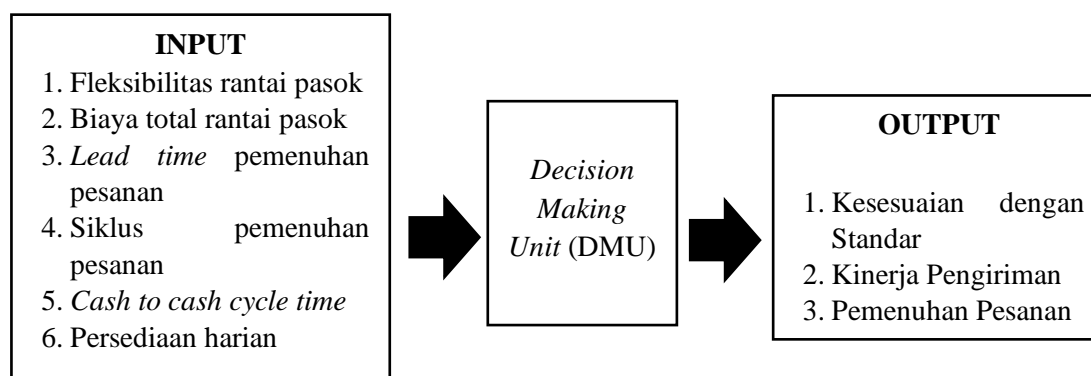 INPUT
1. Fleksibilitas rantai pasok
2. Biaya total rantai pasok
3. Lead time pemenuhan
pesanan
4. Siklus pemenuhan
pesanan
5. Cash to cash cycle time
6. Persediaan harian
Decision
Making
Unit (DMU)
OUTPUT
1. Kesesuaian dengan
Standar
2. Kinerja Pengiriman
3. Pemenuhan Pesanan